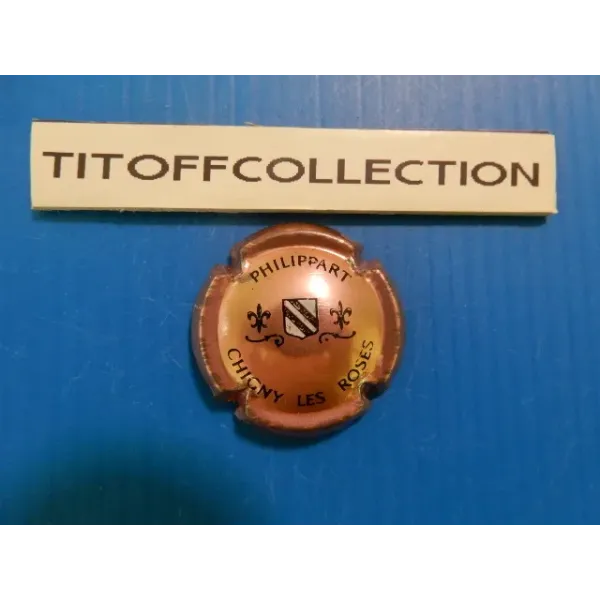 TITOFFCOLLECTION
PHILIPPART
CHIGNY LES ROSES